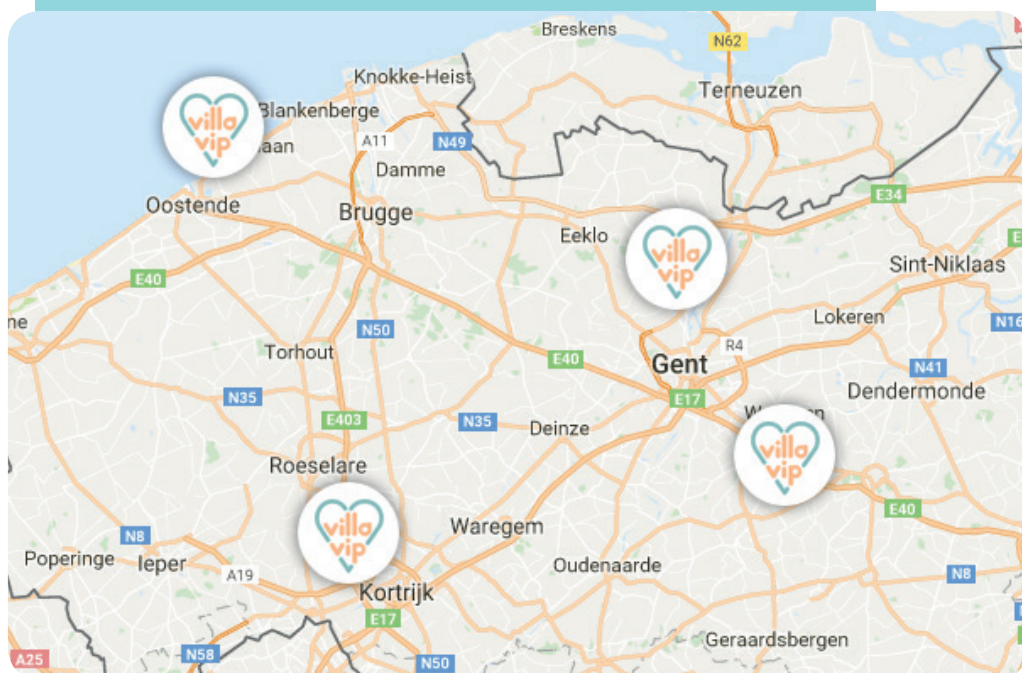 Breskens
N62
Knokke-Heist
Terneuzen
Blankenberge
villa
vip
aan
A11
N49
Damme
E34
Oostende
Brugge
Eeklo
villa
vip
Sint-Niklaas
E40
ne
N50
Lokeren
N16
Torhout
E40
Gent
R4
N41
N35
E17
Dendermonde
E403
N35
Deinze
villa
vip
Roeselare
E40
villa
vip
Waregem
N8
Poperinge
Ieper
A19
Oudenaarde
N8
Kortrijk
E17
Geraardsbergen
A25
N58
N50